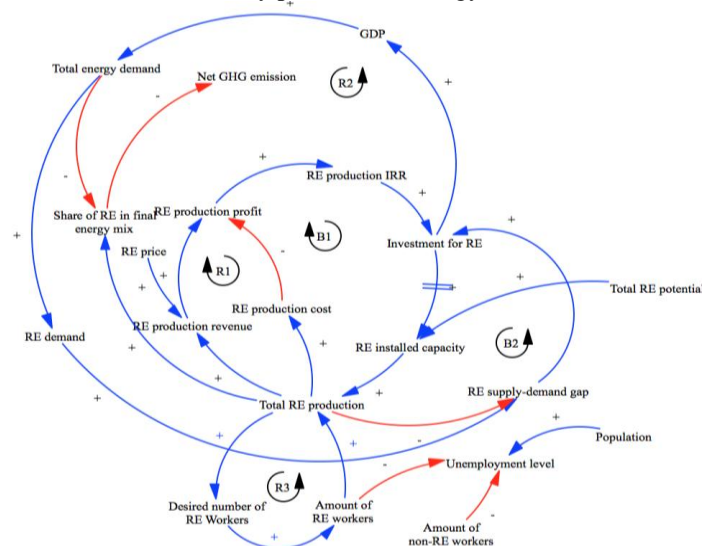 +
GDP
Total energy demand
Net GHG emission
R2
-
+
+
RE production IRR
-
+
Share of RE in final
energy mix
RE production profit
+
B1
Investment for RE
+
RE price
-
R1
+
+
+
+
Total RE potential
RE production cost
RE production revenue
RE demand
+
+
RE installed capacity
B2
+
+
RE supply-demand gap
+
Total RE production
+
+
Population
+
+
-
-
Unemployment level
R3
Desired number of
RE Workers
Amount of
RE workers
-
Amount of
non-RE workers
+